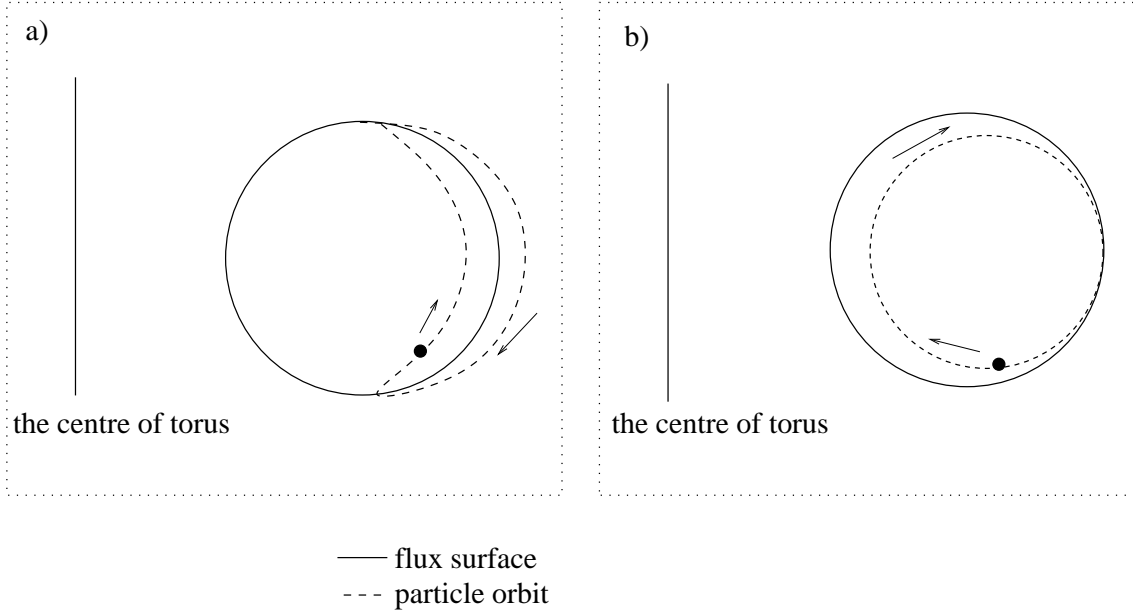 a)
the centre of torus
b)
the centre of torus
flux surface
particle orbit